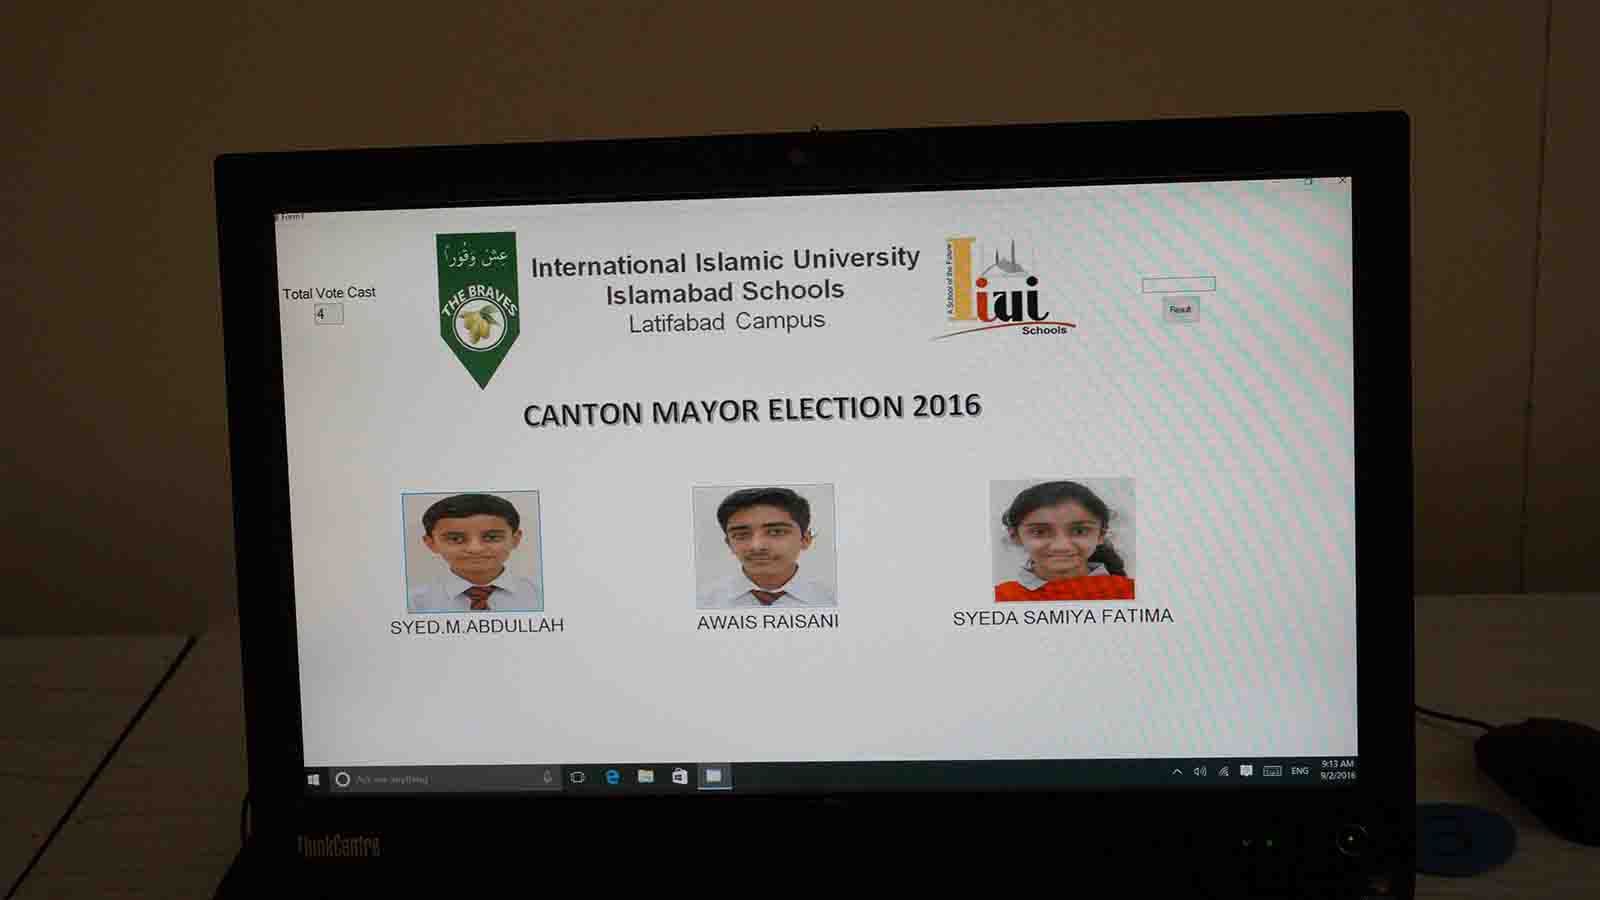 Form1
Total Vote Cast
4
عِشْ وَقُوْراً
THE BRAVES
International Islamic University
Islamabad Schools
Latifabad Campus
A School of the Future
iiui
Schools
Result
CANTON MAYOR ELECTION 2016
SYED.M.ABDULLAH
AWAIS RAISANI
SYEDA SAMIYA FATIMA
Ask me anything
ENG
9:13 AM
9/2/2016
ThinkCentre